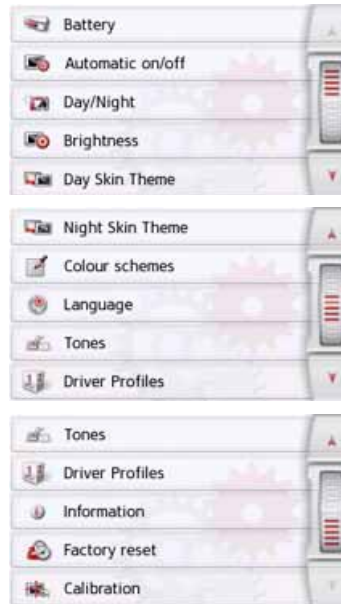 Battery
Automatic on/off
Day/Night
Brightness
Day Skin Theme
Night Skin Theme
Colour schemes
Language
Tones
Driver Profiles
Tones
Driver Profiles
Information
Factory reset
Calibration